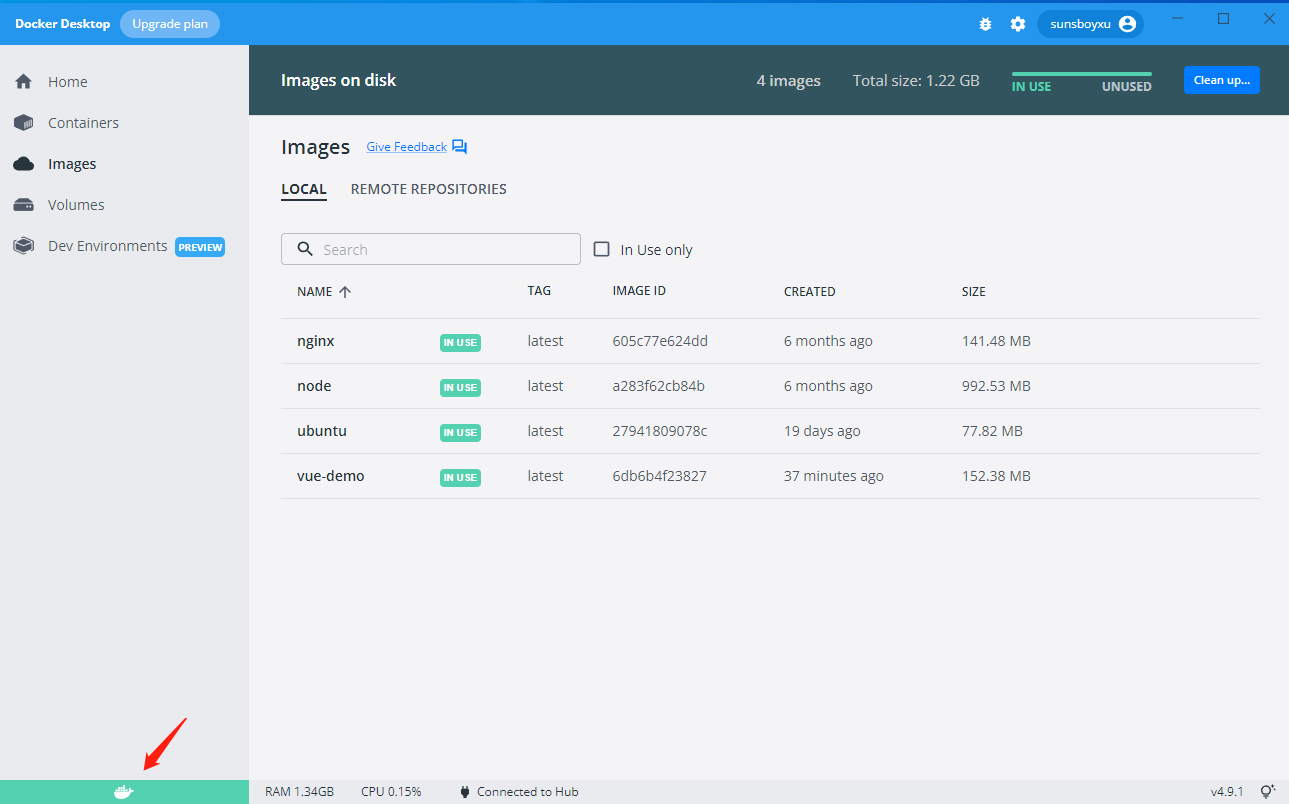 Docker Desktop Upgrade plan sunsboyxu
Home
Containers
Images
Volumes
Dev Environments PREVIEW
Images on disk 4 images Total size: 1.22 GB IN USE UNUSED Clean up...
Images Give Feedback
LOCAL REMOTE REPOSITORIES
Search In Use only
NAME TAG IMAGE ID CREATED SIZE
nginx IN USE latest 605c77e624dd 6 months ago 141.48 MB
node IN USE latest a283f62cb84b 6 months ago 992.53 MB
ubuntu IN USE latest 27941809078c 19 days ago 77.82 MB
vue-demo IN USE latest 6db6b4f23827 37 minutes ago 152.38 MB
RAM 1.34GB CPU 0.15% Connected to Hub v4.9.1